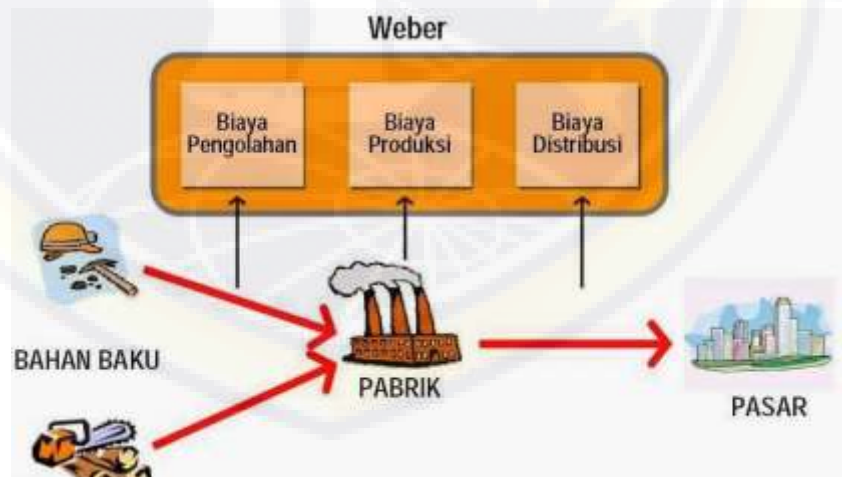 Weber
Biaya
Pengolahan
Biaya
Produksi
Biaya
Distribusi
BAHAN BAKU
PABRIK
PASAR